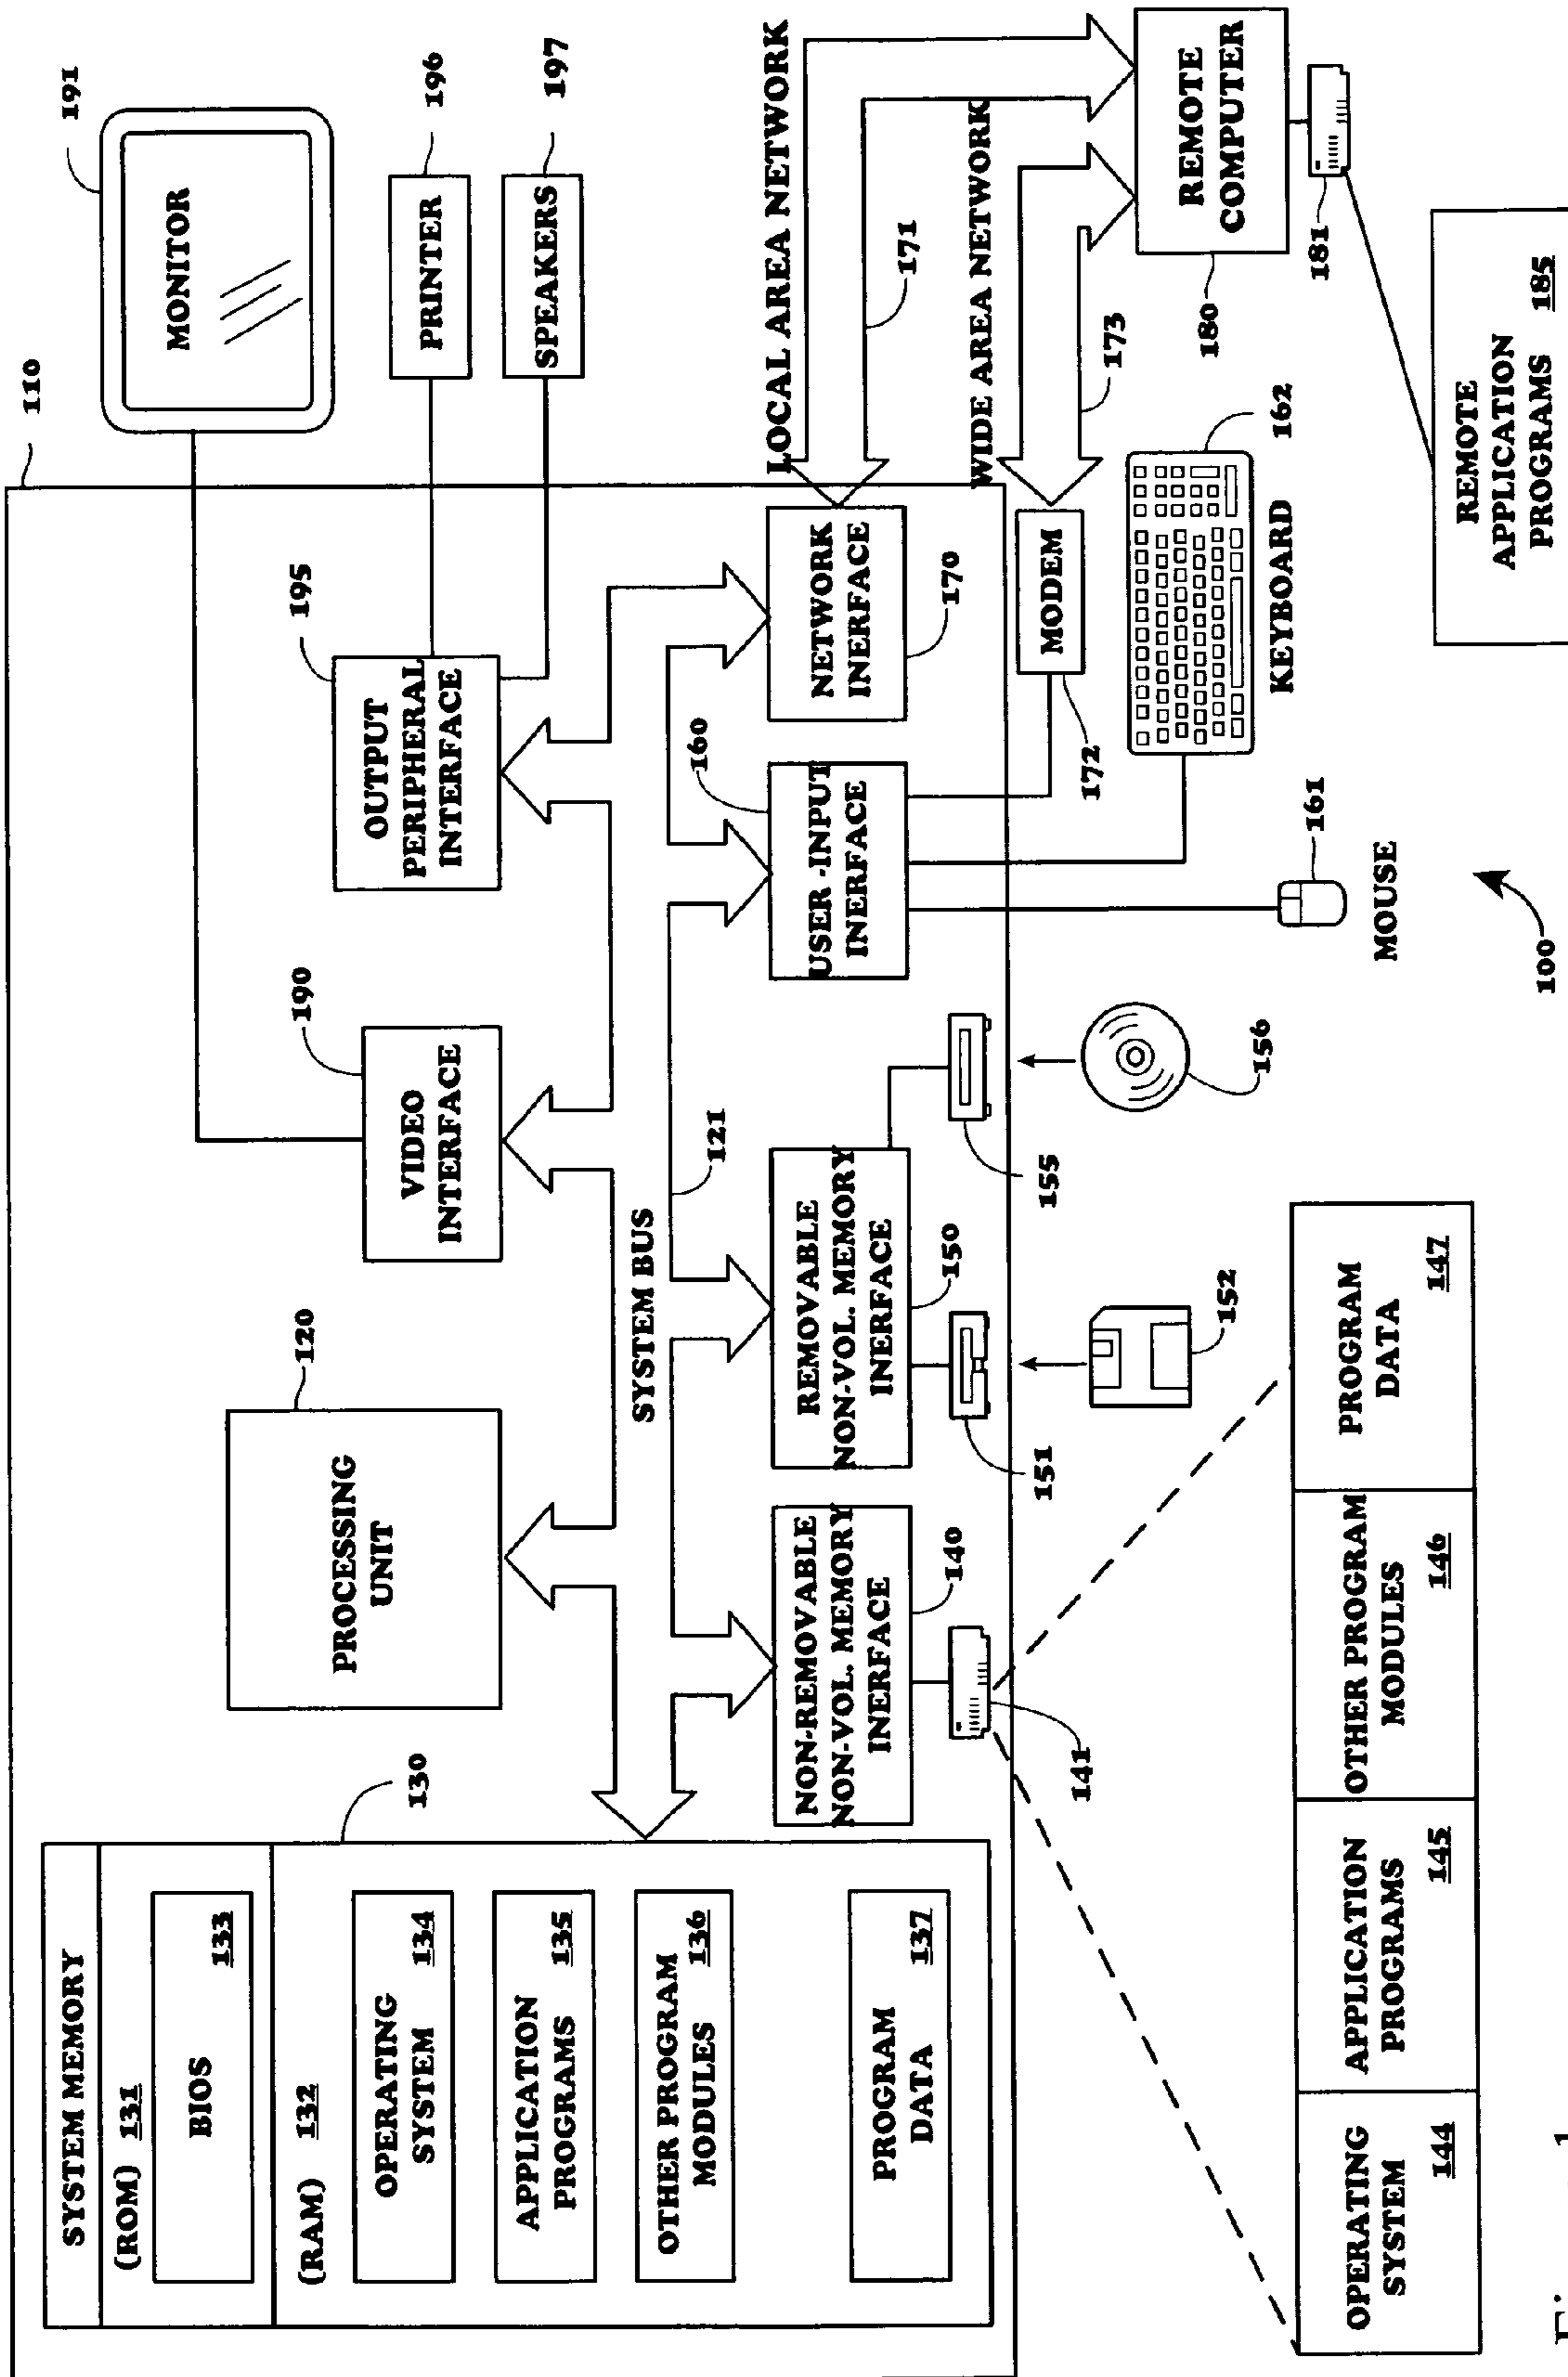 110
191
MONITOR
SYSTEM MEMORY
(ROM) 131
BIOS
133
(RAM) 132
OPERATING
SYSTEM
134
APPLICATION
PROGRAMS
135
OTHER PROGRAM
MODULES
136
PROGRAM
DATA
137
130
PROCESSING
UNIT
120
VIDEO
INTERFACE
190
OUTPUT
PERIPHERAL
INTERFACE
195
PRINTER
196
SPEAKERS
197
SYSTEM BUS
121
NON-REMOVABLE
NON-VOL. MEMORY
INERFACE
140
REMOVABLE
NON-VOL. MEMORY
INERFACE
150
USER -INPUT
INERFACE
160
NETWORK
INERFACE
170
LOCAL AREA NETWORK
171
WIDE AREA NETWORK
173
MODEM
172
141
151
155
152
156
MOUSE
161
KEYBOARD
162
REMOTE
COMPUTER
180
181
OPERATING
SYSTEM
144
APPLICATION
PROGRAMS
145
OTHER PROGRAM
MODULES
146
PROGRAM
DATA
147
REMOTE
APPLICATION
PROGRAMS
185
100